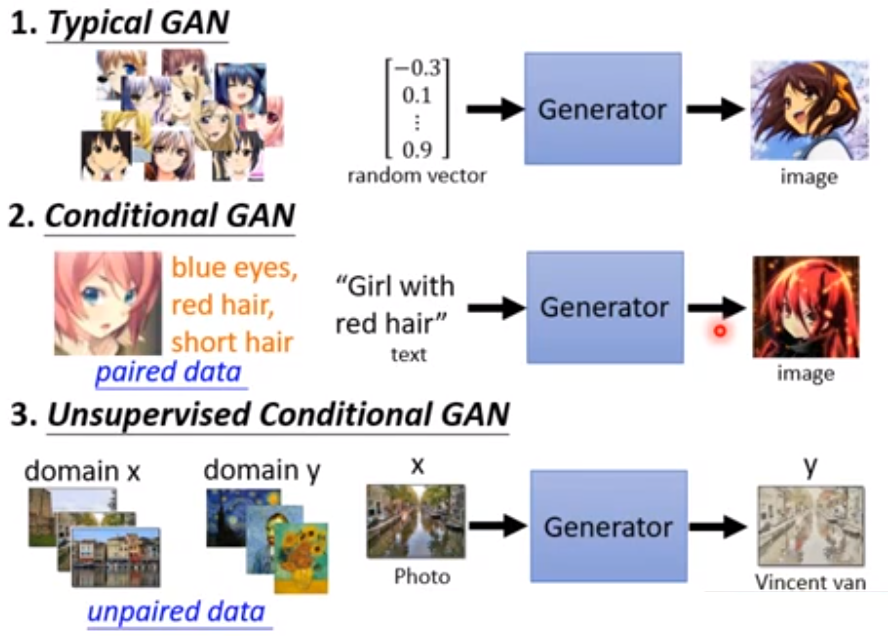 1. Typical GAN
−0.3
0.1
⋮
0.9
random vector
Generator
image
2. Conditional GAN
blue eyes,
red hair,
short hair
paired data
“Girl with
red hair”
text
Generator
image
3. Unsupervised Conditional GAN
domain x
domain y
unpaired data
x
Photo
Generator
y
Vincent van